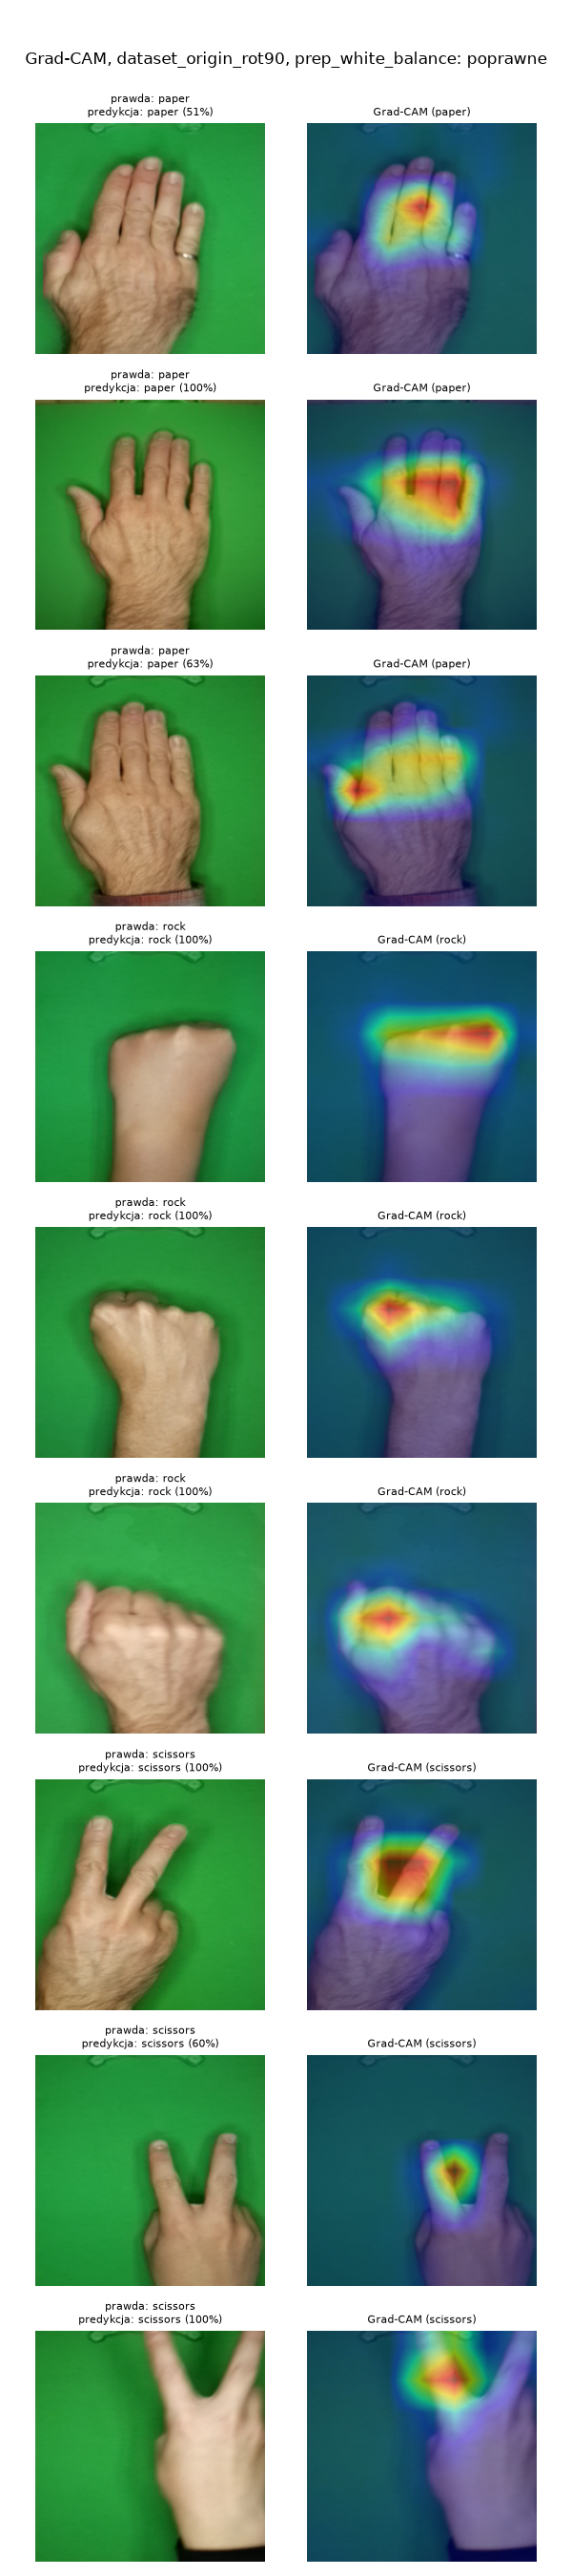 Grad-CAM, dataset_origin_rot90, prep_white_balance: poprawne
prawda: paper
predykcja: paper (51%)
Grad-CAM (paper)
prawda: paper
predykcja: paper (100%)
Grad-CAM (paper)
prawda: paper
predykcja: paper (63%)
Grad-CAM (paper)
prawda: rock
predykcja: rock (100%)
Grad-CAM (rock)
prawda: rock
predykcja: rock (100%)
Grad-CAM (rock)
prawda: rock
predykcja: rock (100%)
Grad-CAM (rock)
prawda: scissors
predykcja: scissors (100%)
Grad-CAM (scissors)
prawda: scissors
predykcja: scissors (60%)
Grad-CAM (scissors)
prawda: scissors
predykcja: scissors (100%)
Grad-CAM (scissors)